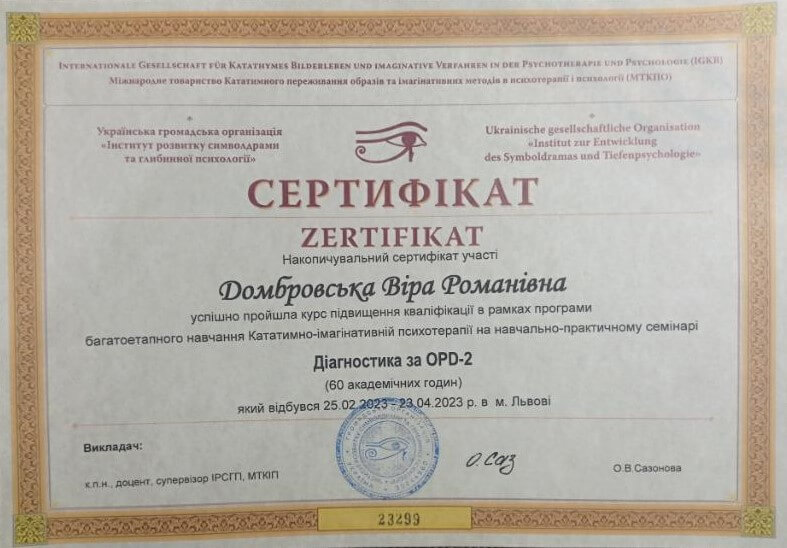 INTERNATIONALE GESELLSCHAFT FÜR KATATHYMES BILDERLEBEN UND IMAGINATIVE VERFAHREN IN DER PSYCHOTHERAPIE UND PSYCHOLOGIE (IGKB)
МІЖНАРОДНЕ ТОВАРИСТВО КАТАТИМНОГО ПЕРЕЖИВАННЯ ОБРАЗІВ ТА ІМАГІНАТИВНИХ МЕТОДІВ В ПСИХОТЕРАПІЇ І ПСИХОЛОГІЇ (МТКПО)
Українська громадська організація
«Інститут розвитку символдрами
та глибинної психології»
Ukrainische gesellschaftliche Organisation
«Institut zur Entwicklung
des Symboldramas und Tiefenpsychologie»
СЕРТИФІКАТ
ZERTIFIKAT
Накопичувальний сертифікат участі
Домбровська Віра Романівна
успішно пройшла курс підвищення кваліфікації в рамках програми
багатоетапного навчання Кататимно-імагінативній психотерапії на навчально-практичному семінарі
Діагностика за OPD-2
(60 академічних годин)
який відбувся 25.02.2023 - 23.04.2023 р. в м. Львові
Викладач:
к.п.н., доцент, супервізор ІРСГП, МТКІП
О.Саз
О.В.Сазонова
23299